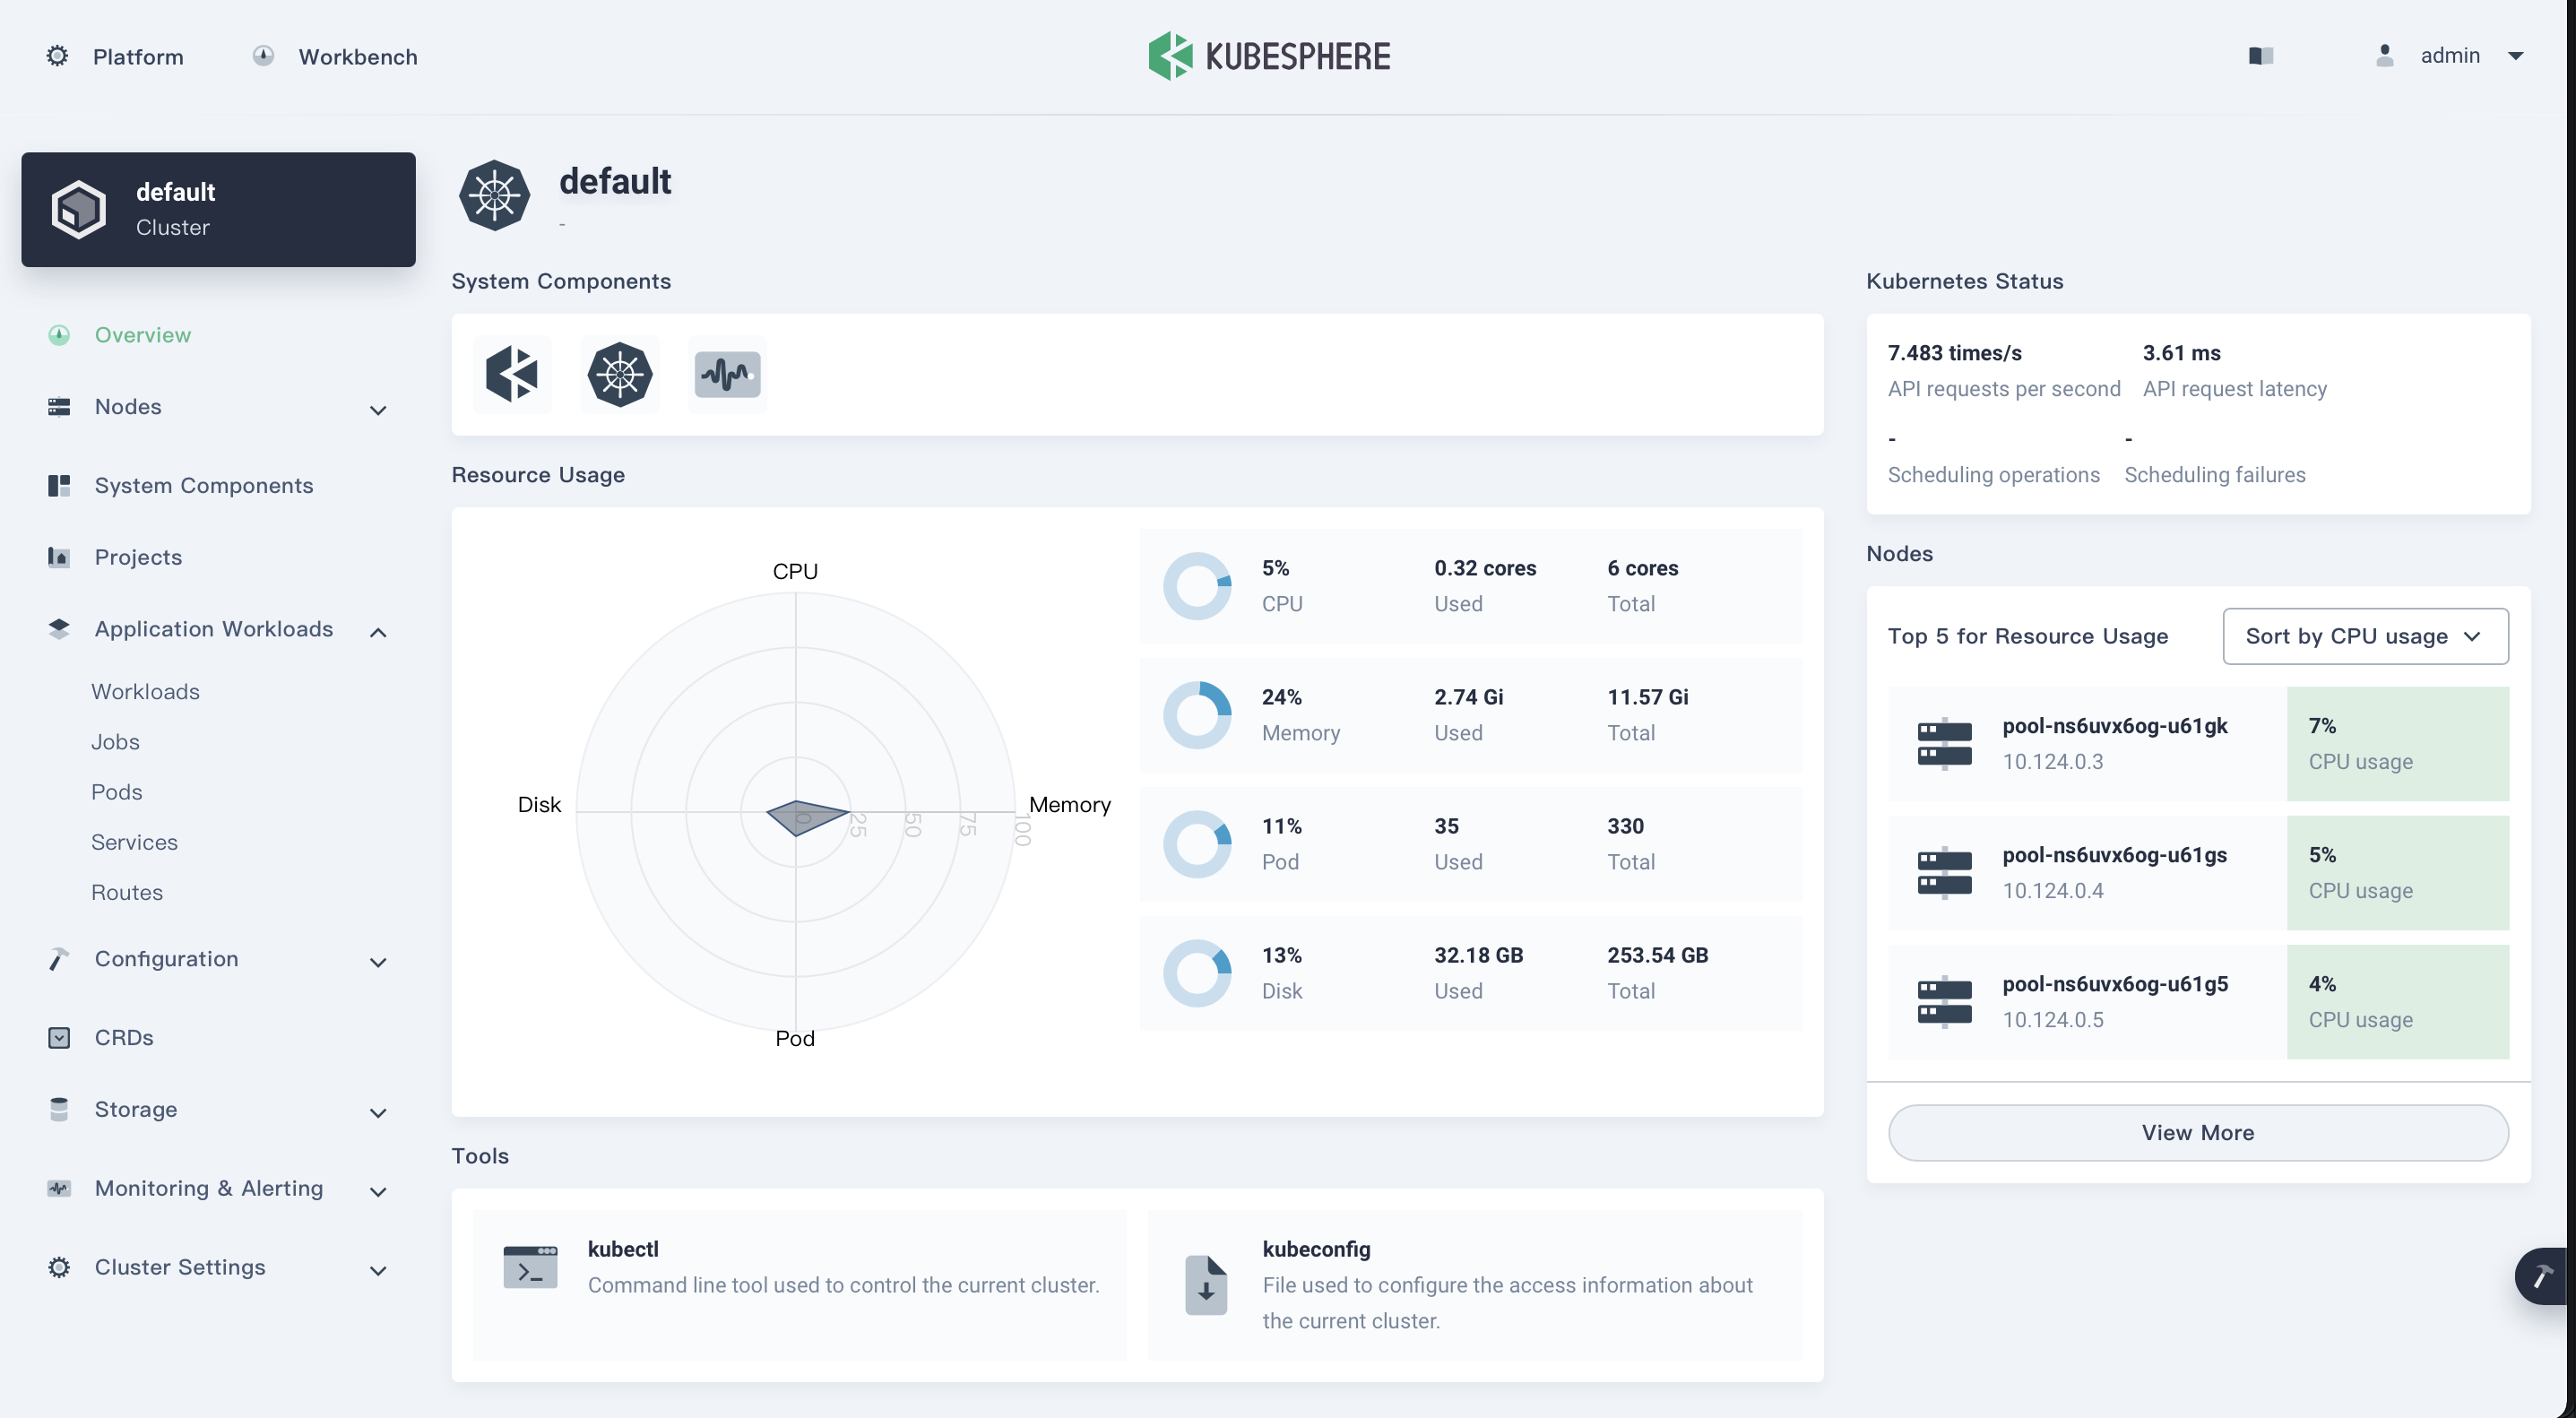 Platform
Workbench
KUBESPHERE
admin
default
Cluster
Overview
Nodes
System Components
Projects
Application Workloads
Workloads
Jobs
Pods
Services
Routes
Configuration
CRDs
Storage
Monitoring & Alerting
Cluster Settings
default
-
System Components
Resource Usage
CPU
Disk
Memory
Pod
0
25
50
75
100
5%
CPU
0.32 cores
Used
6 cores
Total
24%
Memory
2.74 Gi
Used
11.57 Gi
Total
11%
Pod
35
Used
330
Total
13%
Disk
32.18 GB
Used
253.54 GB
Total
Tools
kubectl
Command line tool used to control the current cluster.
kubeconfig
File used to configure the access information about
the current cluster.
Kubernetes Status
7.483 times/s
API requests per second
3.61 ms
API request latency
-
Scheduling operations
-
Scheduling failures
Nodes
Top 5 for Resource Usage
Sort by CPU usage
pool-ns6uvx6og-u61gk
10.124.0.3
7%
CPU usage
pool-ns6uvx6og-u61gs
10.124.0.4
5%
CPU usage
pool-ns6uvx6og-u61g5
10.124.0.5
4%
CPU usage
View More